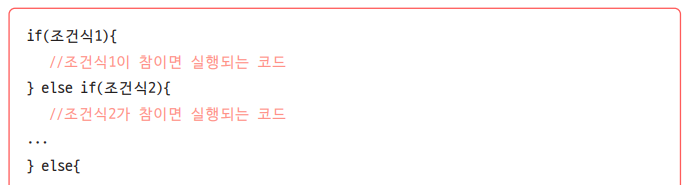 if(조건식1){
//조건식1이 참이면 실행되는 코드
} else if(조건식2){
//조건식2가 참이면 실행되는 코드
...
} else{